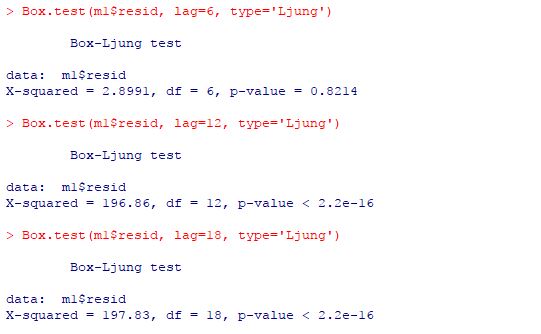 > Box.test(m1$resid, lag=6, type='Ljung')
Box-Ljung test
data:  m1$resid
X-squared = 2.8991, df = 6, p-value = 0.8214
> Box.test(m1$resid, lag=12, type='Ljung')
Box-Ljung test
data:  m1$resid
X-squared = 196.86, df = 12, p-value < 2.2e-16
> Box.test(m1$resid, lag=18, type='Ljung')
Box-Ljung test
data:  m1$resid
X-squared = 197.83, df = 18, p-value < 2.2e-16